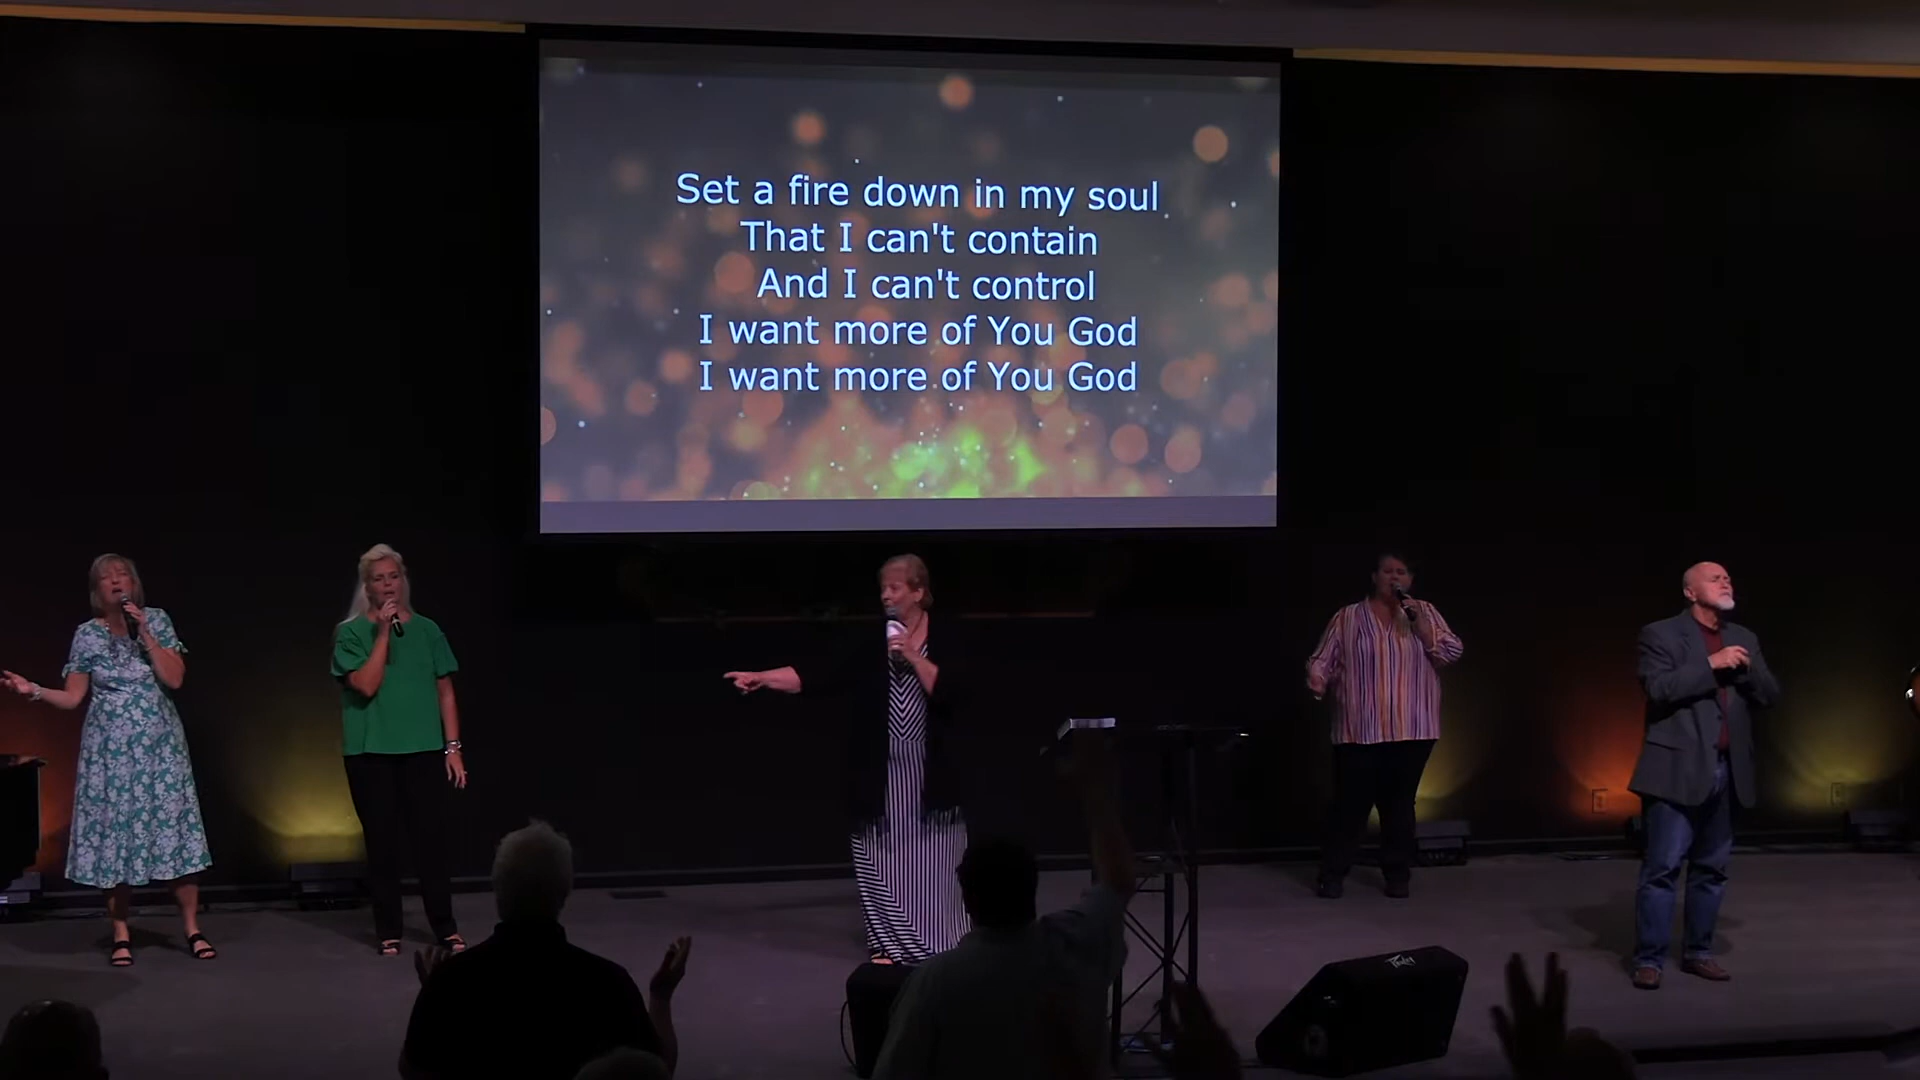 Set a fire down in my soul
That I can't contain
And I can't control
I want more of You God
I want more of You God
Peavey